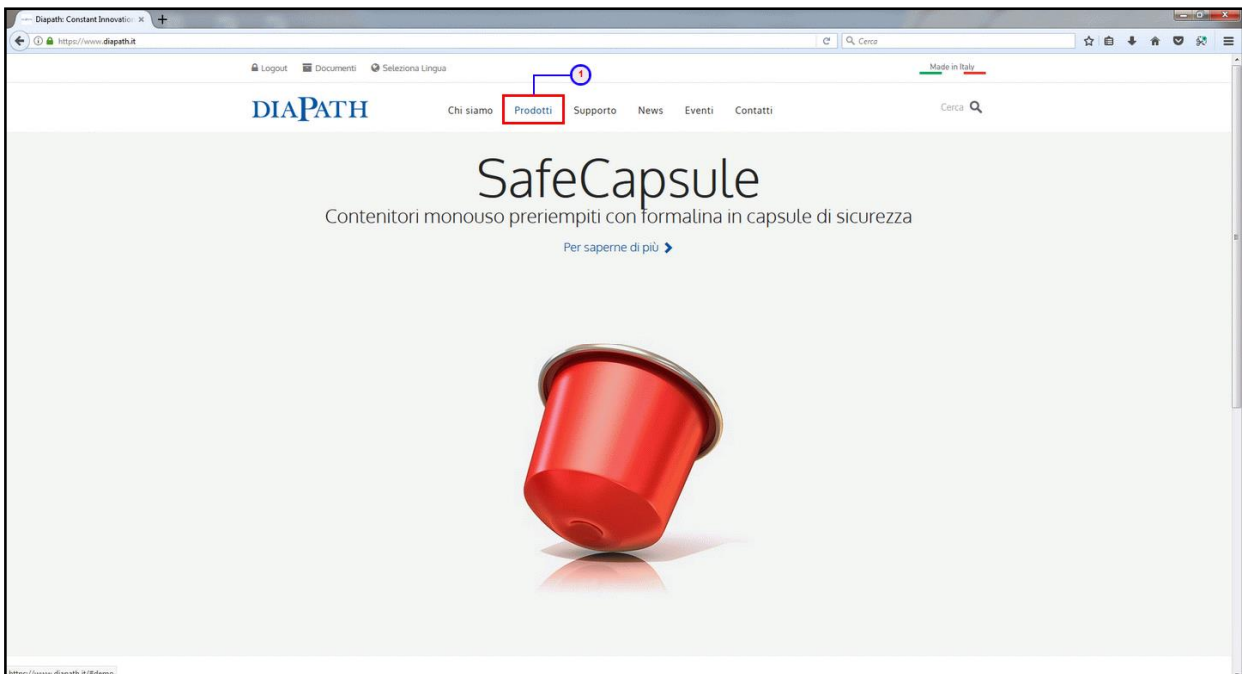 Diapath: Constant Innovation
https://www.diapath.it
Cerca
Logout Documenti Seleziona Lingua
1
Made in Italy
DIAPATH
Chi siamo Prodotti Supporto News Eventi Contatti
Cerca
SafeCapsule
Contenitori monouso preriempiti con formalina in capsule di sicurezza
Per saperne di più